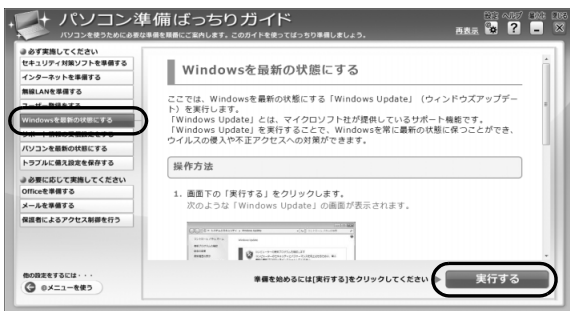 パソコン準備ばっちりガイド
パソコンを使うために必要な準備を順番にご案内します。このガイドを使ってばっちり準備しましょう。
再表示
設定 ヘルプ 最小化 閉じる
必ず実施してください
セキュリティ対策ソフトを準備する
インターネットを準備する
無線LANを準備する
ユーザー登録をする
Windowsを最新の状態にする
パソコンを最新の状態にする
トラブルに備え設定を保存する
必要に応じて実施してください
Officeを準備する
メールを準備する
保護者によるアクセス制御を行う
他の設定をするには・・・
@メニューを使う
Windowsを最新の状態にする
ここでは、Windowsを最新の状態にする「Windows Update」（ウィンドウズアップデー
ト）を実行します。
「Windows Update」とは、マイクロソフト社が提供しているサポート機能です。
「Windows Update」を実行することで、Windowsを常に最新の状態に保つことができ、
ウイルスの侵入や不正アクセスへの対策ができます。
操作方法
1. 画面下の「実行する」をクリックします。
次のような「Windows Update」の画面が表示されます。
準備を始めるには[実行する]をクリックしてください
実行する